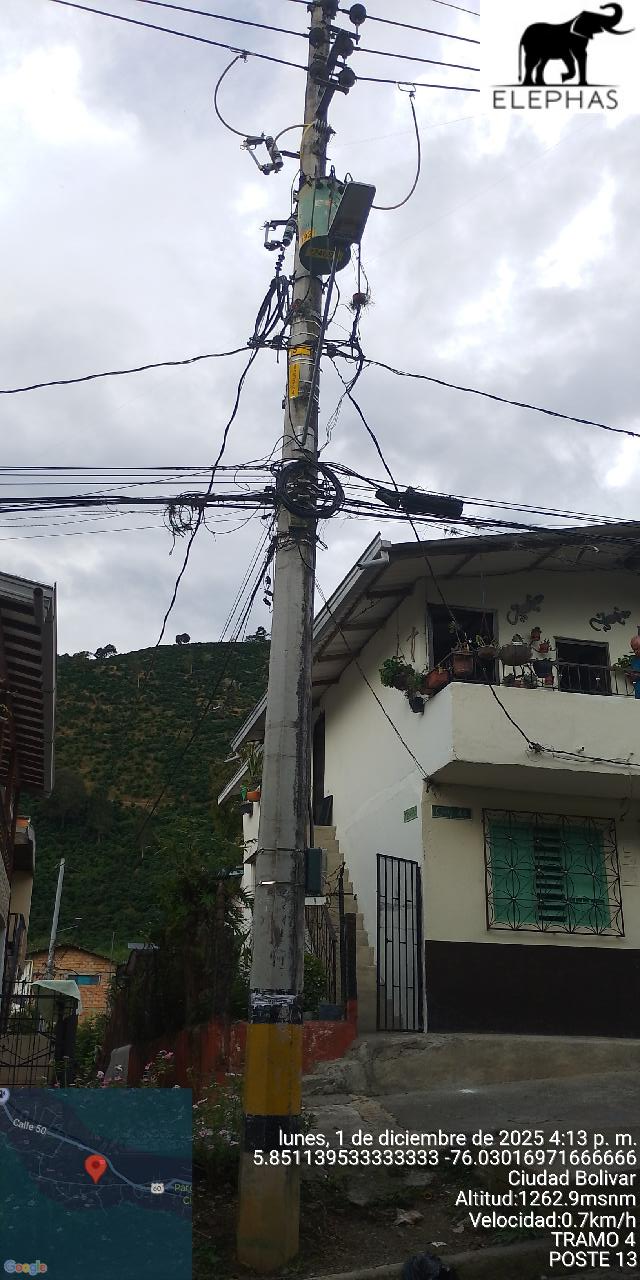 ELEPHAS
Calle 50
60
Google
lunes, 1 de diciembre de 2025 4:13 p. m.
5.851139533333333 -76.03016971666666
Ciudad Bolivar
Altitud:1262.9msnm
Velocidad:0.7km/h
TRAMO 4
POSTE 13